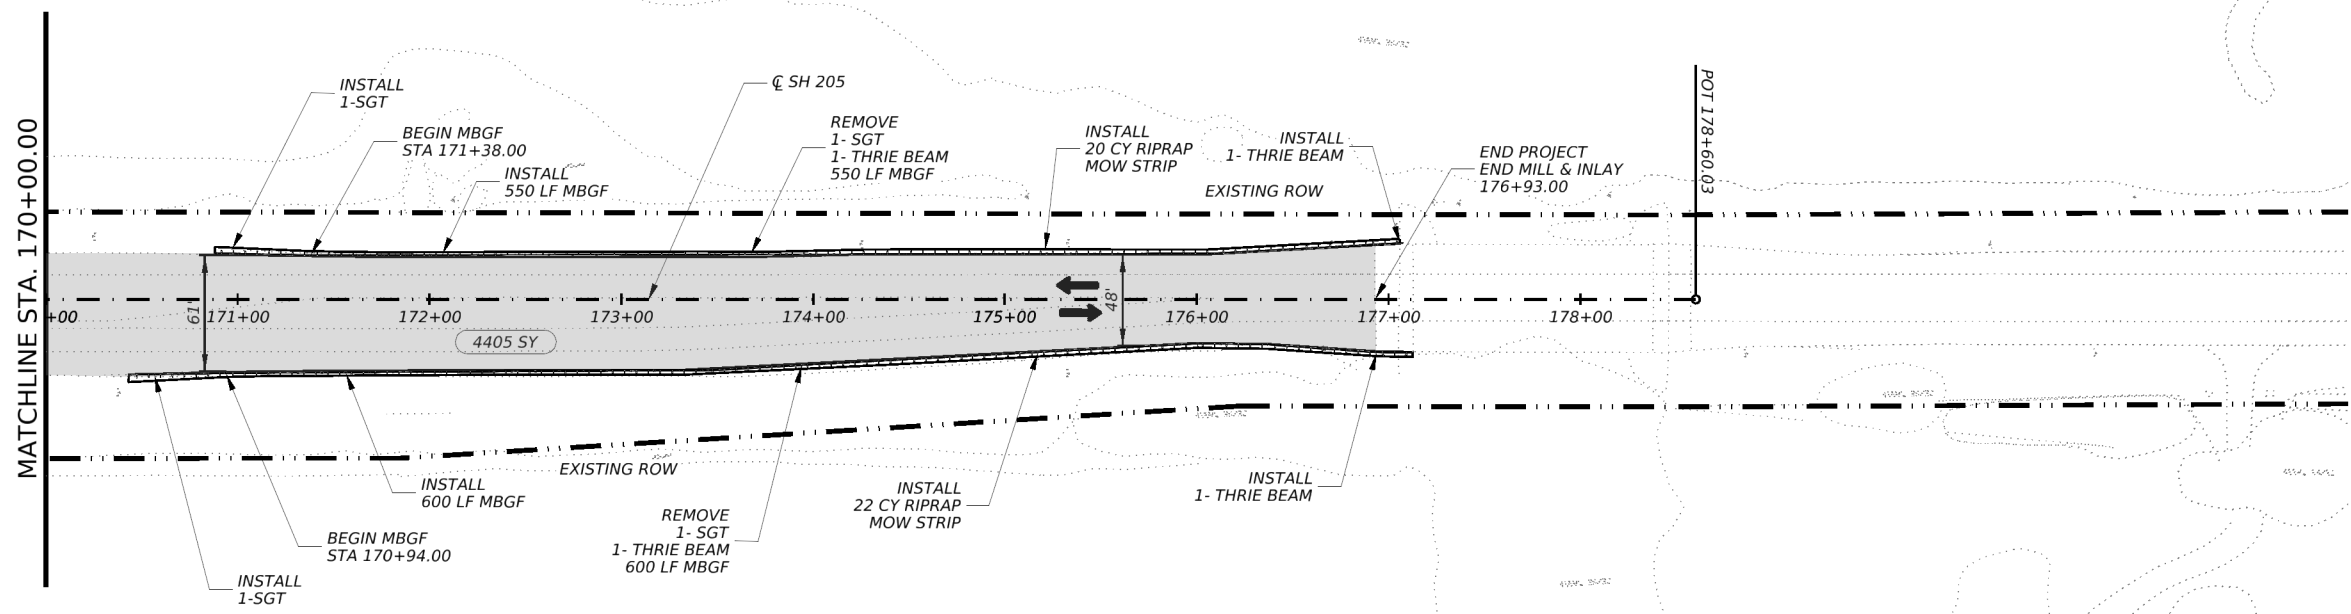 MATCHLINE STA. 170+00.00
INSTALL
1-SGT
BEGIN MBGF
STA 171+38.00
INSTALL
550 LF MBGF
℄ SH 205
REMOVE
1- SGT
1- THRIE BEAM
550 LF MBGF
INSTALL
20 CY RIPRAP
MOW STRIP
INSTALL
1- THRIE BEAM
EXISTING ROW
END PROJECT
END MILL & INLAY
176+93.00
POT 178+60.03
61'
48'
+00
171+00
172+00
173+00
174+00
175+00
176+00
177+00
178+00
4405 SY
EXISTING ROW
INSTALL
600 LF MBGF
BEGIN MBGF
STA 170+94.00
INSTALL
1-SGT
REMOVE
1- SGT
1- THRIE BEAM
600 LF MBGF
INSTALL
22 CY RIPRAP
MOW STRIP
INSTALL
1- THRIE BEAM